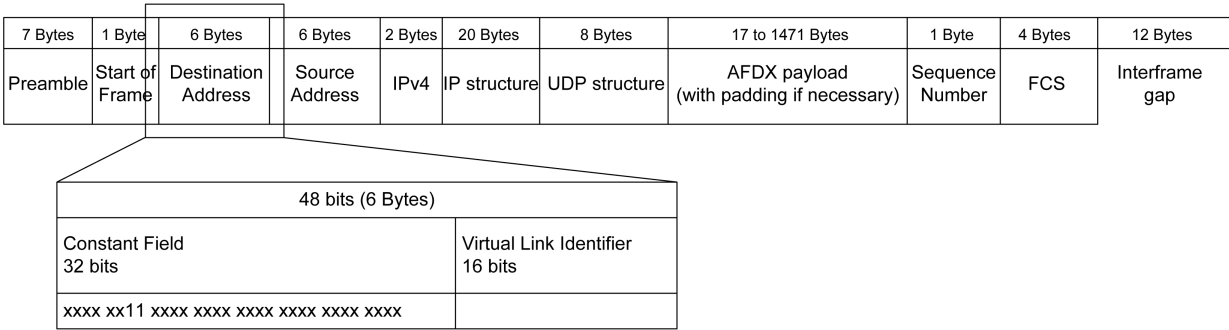 7 Bytes 1 Byte 6 Bytes 6 Bytes 2 Bytes 20 Bytes 8 Bytes 17 to 1471 Bytes 1 Byte 4 Bytes 12 Bytes
Preamble
Start of
Frame
Destination
Address
Source
Address
IPv4
IP structure
UDP structure
AFDX payload
(with padding if necessary)
Sequence
Number
FCS
Interframe
gap
48 bits (6 Bytes)
Constant Field
32 bits
Virtual Link Identifier
16 bits
xxxx xx11 xxxx xxxx xxxx xxxx xxxx xxxx